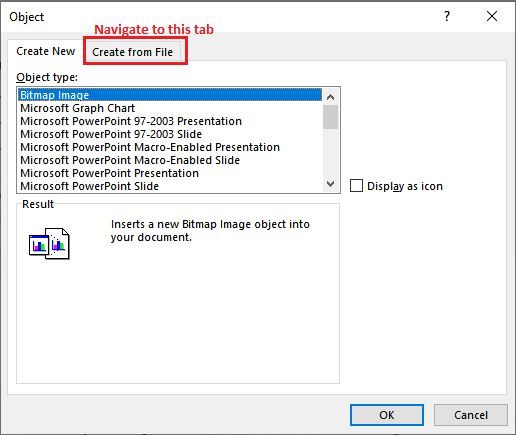 Object
?
Navigate to this tab
Create New
Create from File
Object type:
Bitmap Image
Microsoft Graph Chart
Microsoft PowerPoint 97-2003 Presentation
Microsoft PowerPoint 97-2003 Slide
Microsoft PowerPoint Macro-Enabled Presentation
Microsoft PowerPoint Macro-Enabled Slide
Microsoft PowerPoint Presentation
Microsoft PowerPoint Slide
Display as icon
Result
Inserts a new Bitmap Image object into
your document.
OK
Cancel